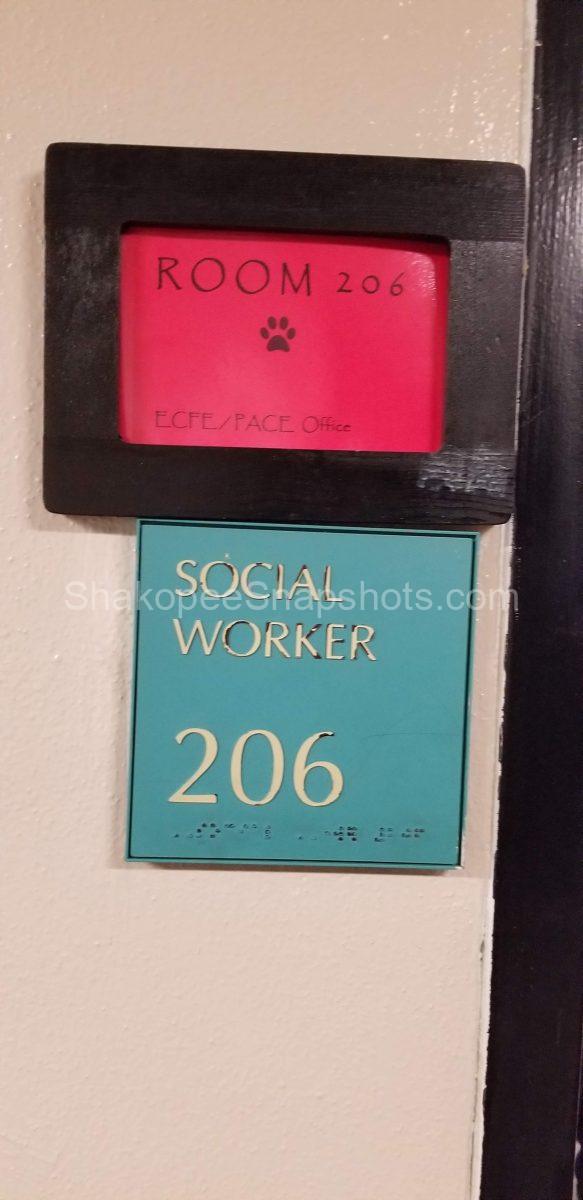 ROOM 206
ECFE/PACE Office
SOCIAL
ShakopeeSnapshots.com
WORKER
206